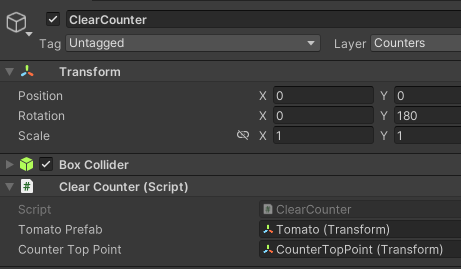 ClearCounter
Tag Untagged Layer Counters
Transform
Position X 0 Y 0
Rotation X 0 Y 180
Scale X 1 Y 1
Box Collider
# Clear Counter (Script)
Script # ClearCounter
Tomato Prefab Tomato (Transform)
Counter Top Point CounterTopPoint (Transform)